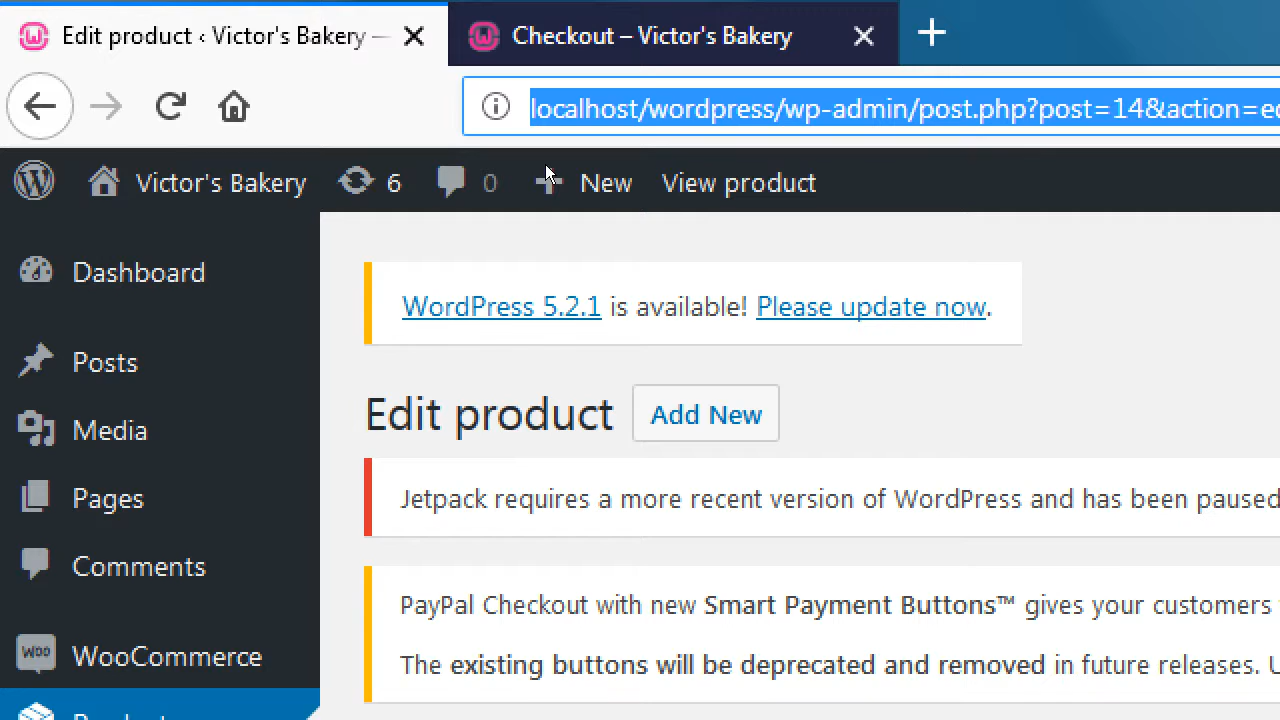 Edit product ‹ Victor's Bakery —
Checkout – Victor's Bakery
localhost/wordpress/wp-admin/post.php?post=14&action=ed
Victor's Bakery 6 0 New View product
Dashboard
WordPress 5.2.1 is available! Please update now.
Posts
Media
Edit product Add New
Pages
Jetpack requires a more recent version of WordPress and has been paused
Comments
PayPal Checkout with new Smart Payment Buttons™ gives your customers
WOO WooCommerce
The existing buttons will be deprecated and removed in future releases. U
Product